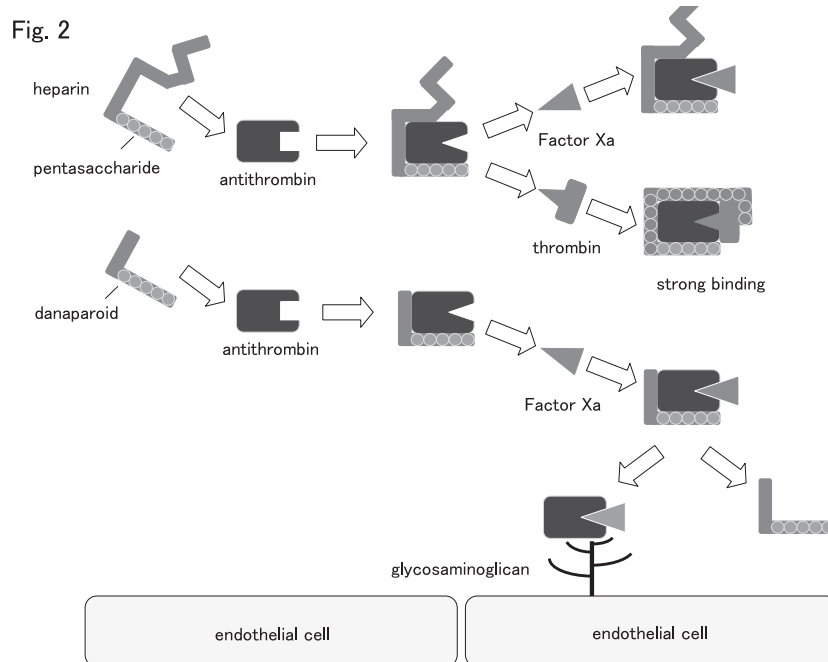 Fig. 2
heparin
pentasaccharide
antithrombin
Factor Xa
thrombin
strong binding
danaparoid
antithrombin
Factor Xa
glycosaminoglican
endothelial cell
endothelial cell